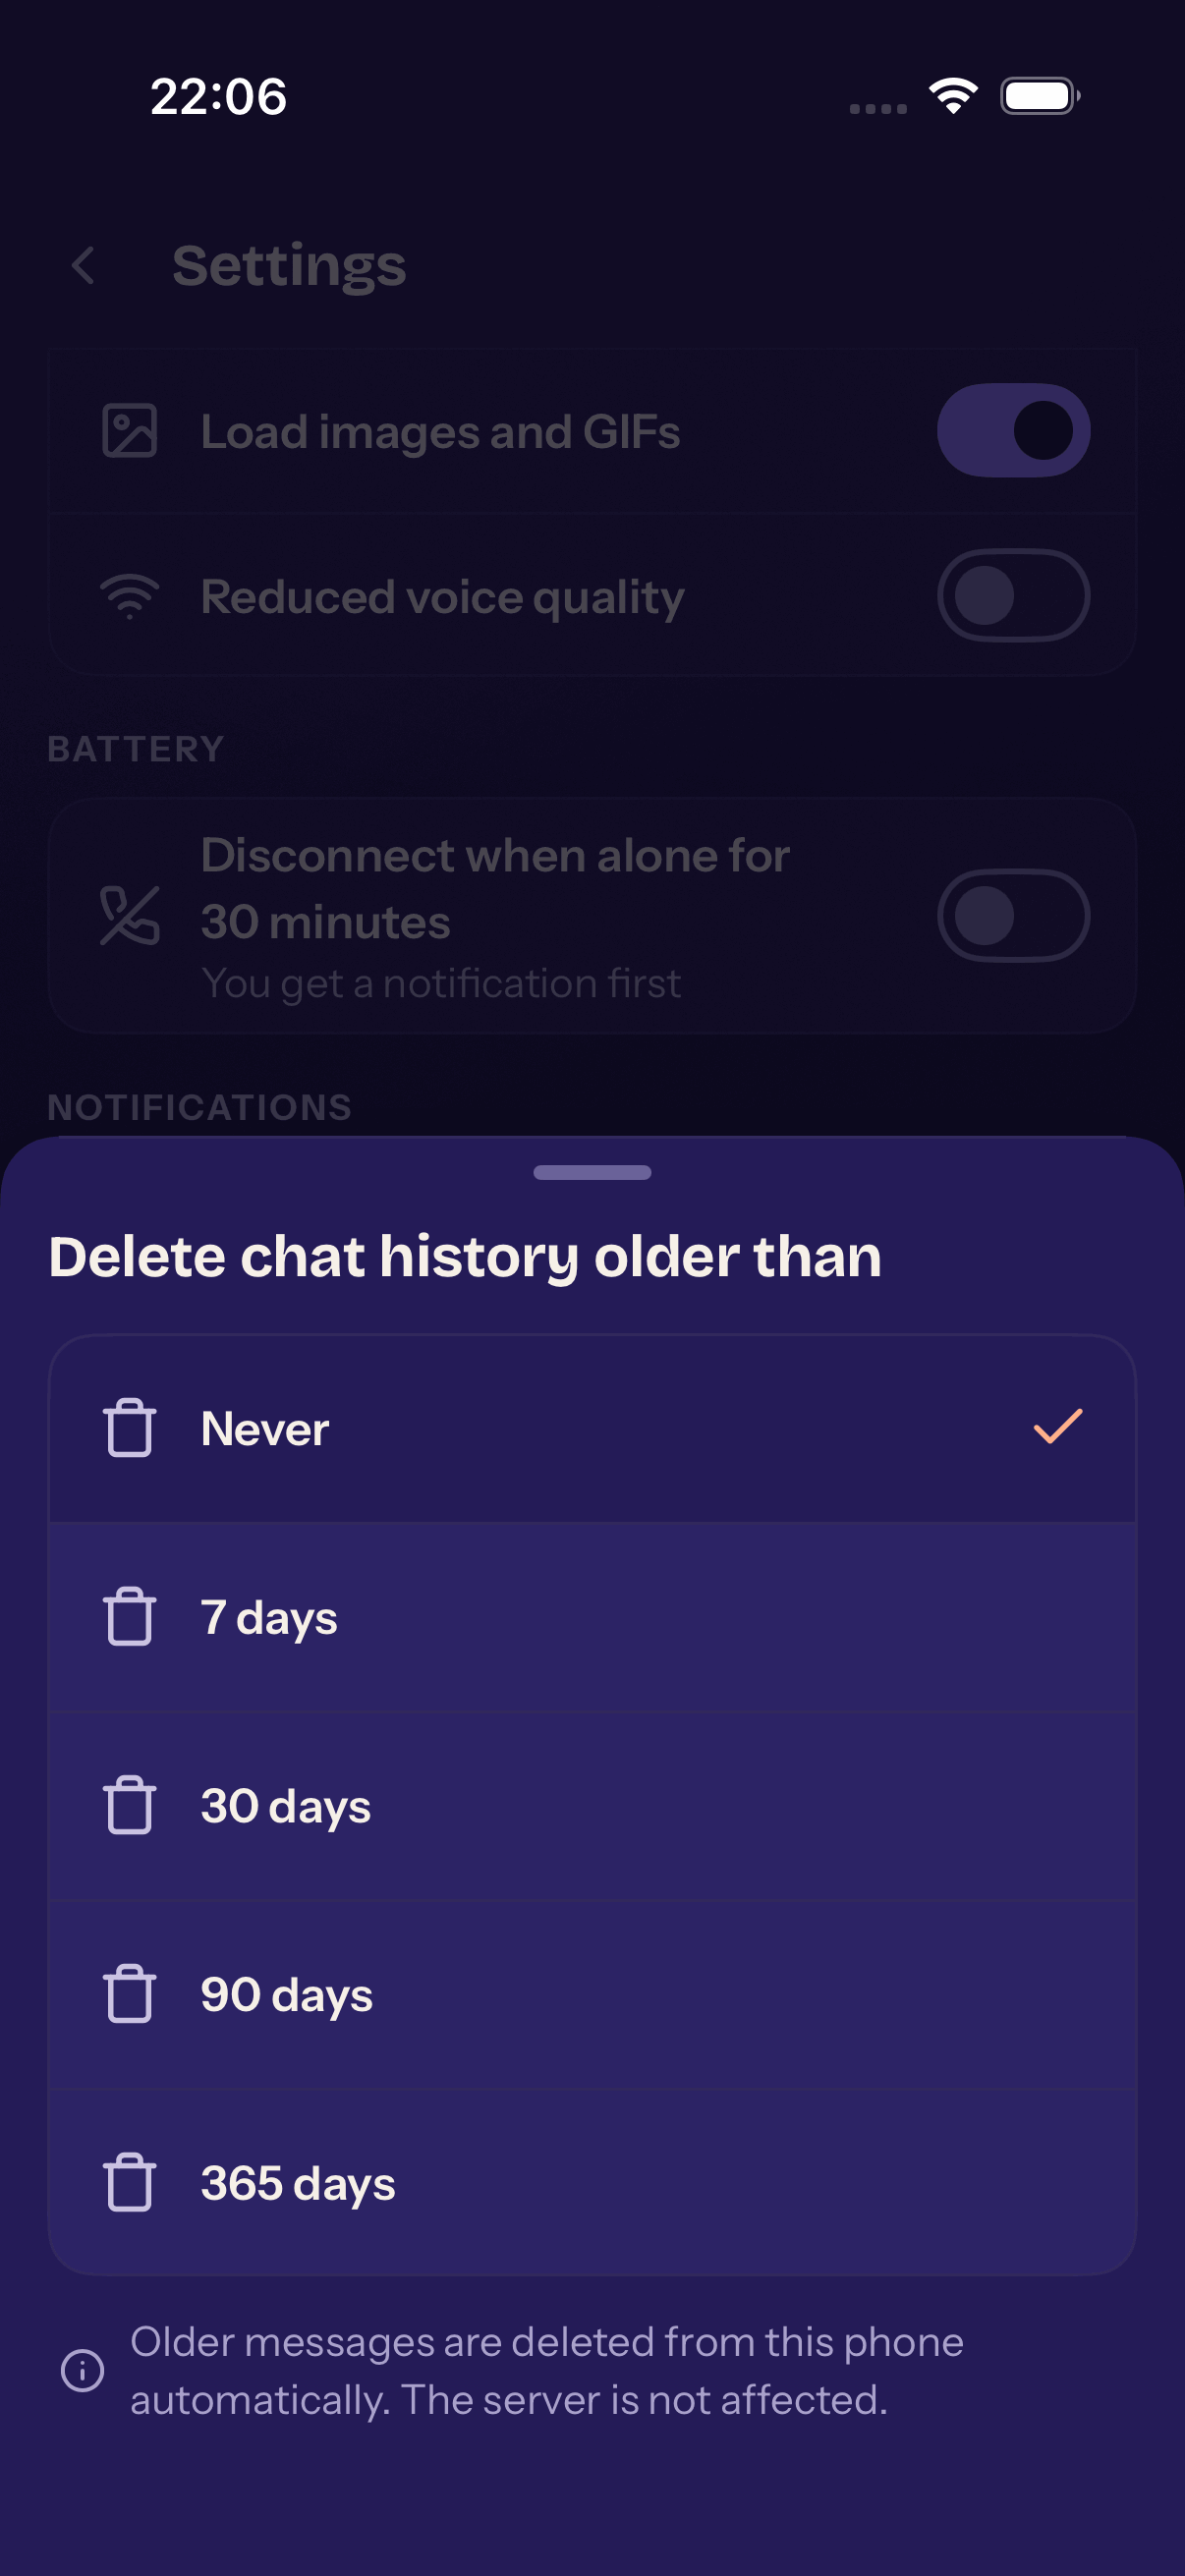 22:06
Settings
Load images and GIFs
Reduced voice quality
BATTERY
Disconnect when alone for
30 minutes
You get a notification first
NOTIFICATIONS
Delete chat history older than
Never
7 days
30 days
90 days
365 days
Older messages are deleted from this phone
automatically. The server is not affected.